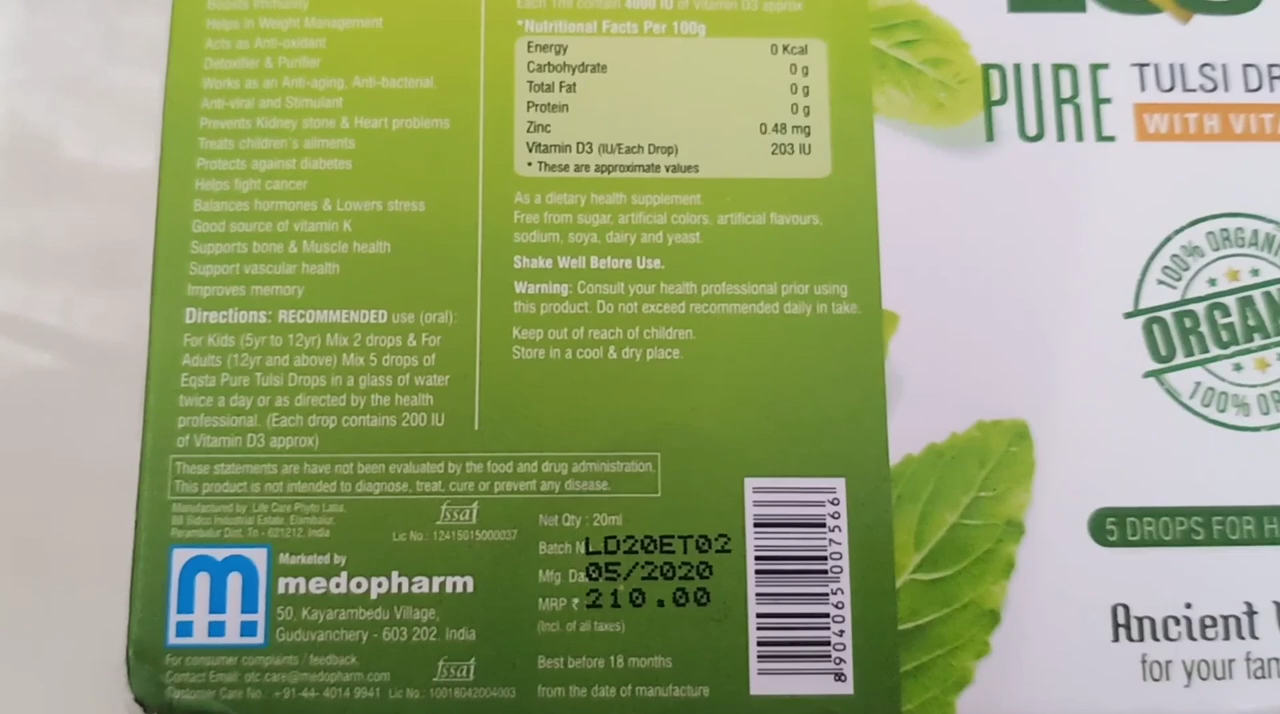 Boosts Immunity
Helps in Weight Management
Acts as Anti-oxidant
Detoxifier & Purifier
Works as an Anti-aging, Anti-bacterial,
Anti-viral and Stimulant
Prevents Kidney stone & Heart problems
Treats children's ailments
Protects against diabetes
Helps fight cancer
Balances hormones & Lowers stress
Good source of vitamin K
Supports bone & Muscle health
Support vascular health
Improves memory
Directions: RECOMMENDED use (oral):
For Kids (5yr to 12yr) Mix 2 drops & For
Adults (12yr and above) Mix 5 drops of
Eqsta Pure Tulsi Drops in a glass of water
twice a day or as directed by the health
professional. (Each drop contains 200 IU
of Vitamin D3 approx)
Each 1ml contain 4000 IU of Vitamin D3 approx
*Nutritional Facts Per 100g
Energy 0 Kcal
Carbohydrate 0 g
Total Fat 0 g
Protein 0 g
Zinc 0.48 mg
Vitamin D3 (IU/Each Drop) 203 IU
* These are approximate values
As a dietary health supplement.
Free from sugar, artificial colors, artificial flavours,
sodium, soya, dairy and yeast.
Shake Well Before Use.
Warning: Consult your health professional prior using
this product. Do not exceed recommended daily in take.
Keep out of reach of children.
Store in a cool & dry place.
These statements are have not been evaluated by the food and drug administration.
This product is not intended to diagnose, treat, cure or prevent any disease.
Manufactured by Life Care Phyto Labs,
Industrial Estate,
621212, India
fssai
Lic No.: 12415015000037
Marketed by
medopharm
50, Kayarambedu Village,
Guduvanchery - 603 202. India
For consumer complaints / feedback.
Contact Email: otc.care@medopharm.com
Customer Care No. : +91-44- 4014 9941
fssai
Lic No.: 10018042004003
Net Qty : 20ml
Batch N LD20ET02
Mfg. Da 05/2020
MRP ₹ 210.00
(Incl. of all taxes)
Best before 18 months
from the date of manufacture
8904065007566
PURE
TULSI DR
WITH VITA
100% ORGANI
ORGAN
100% OR
5 DROPS FOR H
Ancient
for your fam